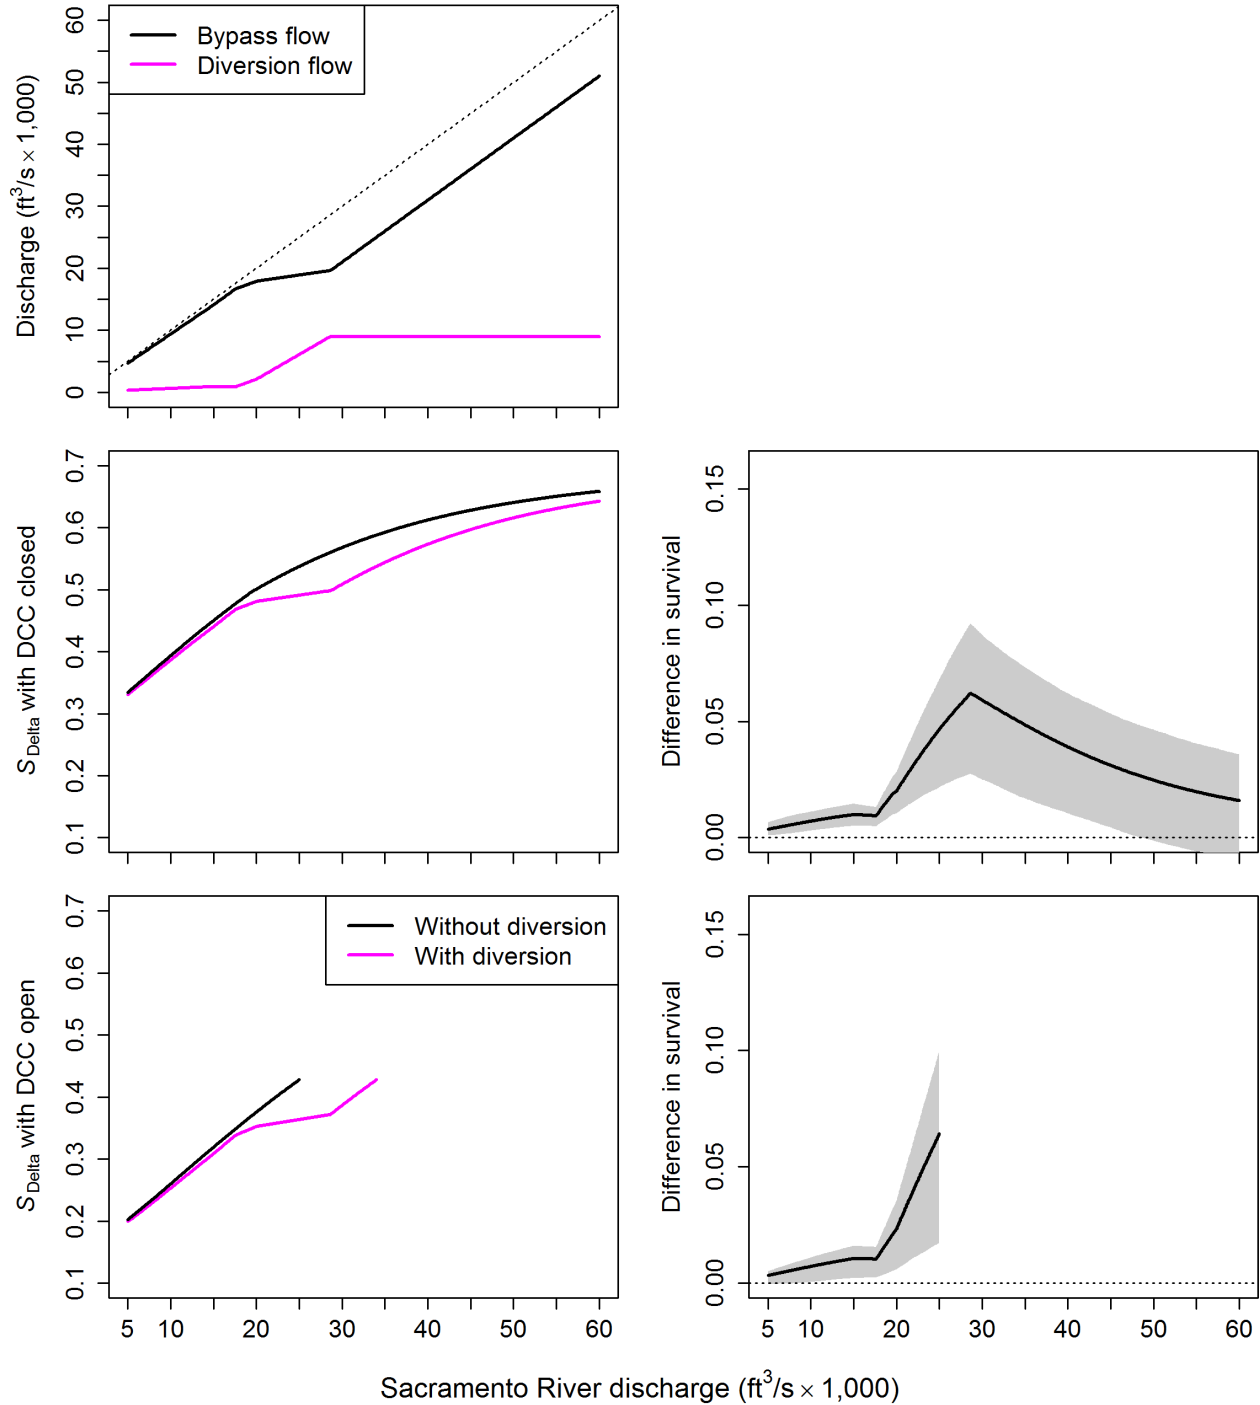 Discharge (ft³/s × 1,000)
60
50
40
30
20
10
0
Bypass flow
Diversion flow
S_Delta with DCC closed
0.7
0.6
0.5
0.4
0.3
0.2
0.1
Difference in survival
0.15
0.10
0.05
0.00
S_Delta with DCC open
0.7
0.6
0.5
0.4
0.3
0.2
0.1
Without diversion
With diversion
5 10 20 30 40 50 60
Difference in survival
0.15
0.10
0.05
0.00
5 10 20 30 40 50 60
Sacramento River discharge (ft³/s × 1,000)